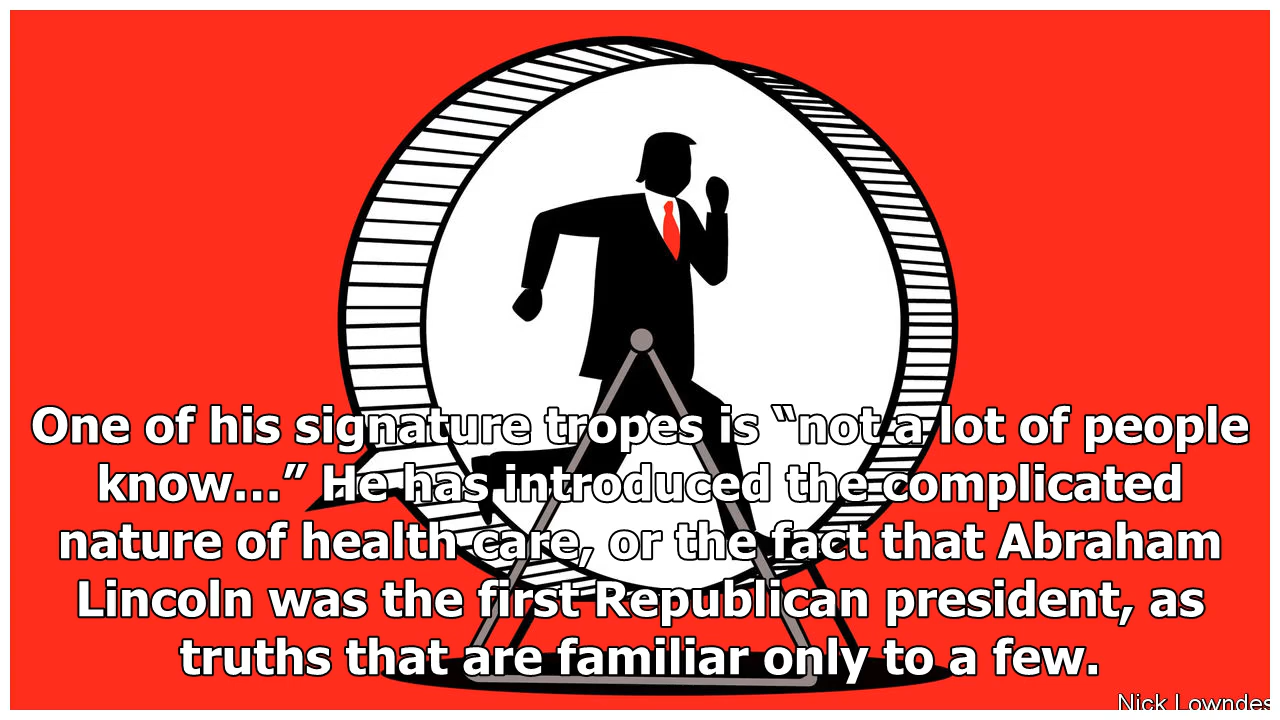 One of his signature tropes is “not a lot of people
know…” He has introduced the complicated
nature of health care, or the fact that Abraham
Lincoln was the first Republican president, as
truths that are familiar only to a few.
Nick Lowndes